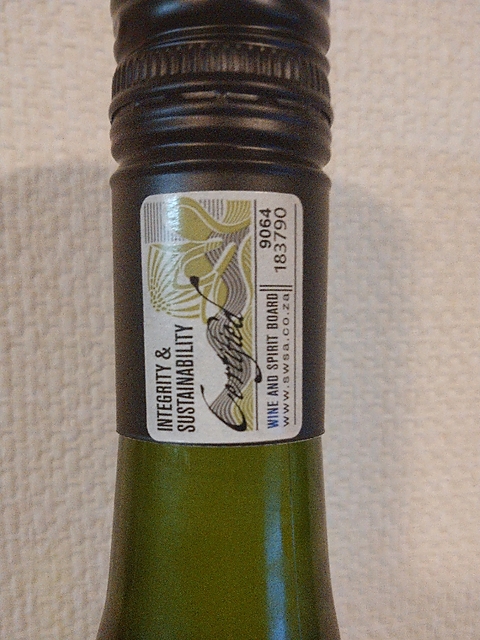 INTEGRITY &
SUSTAINABILITY
Certified
WINE AND SPIRIT BOARD
www.swsa.co.za
9064
183790